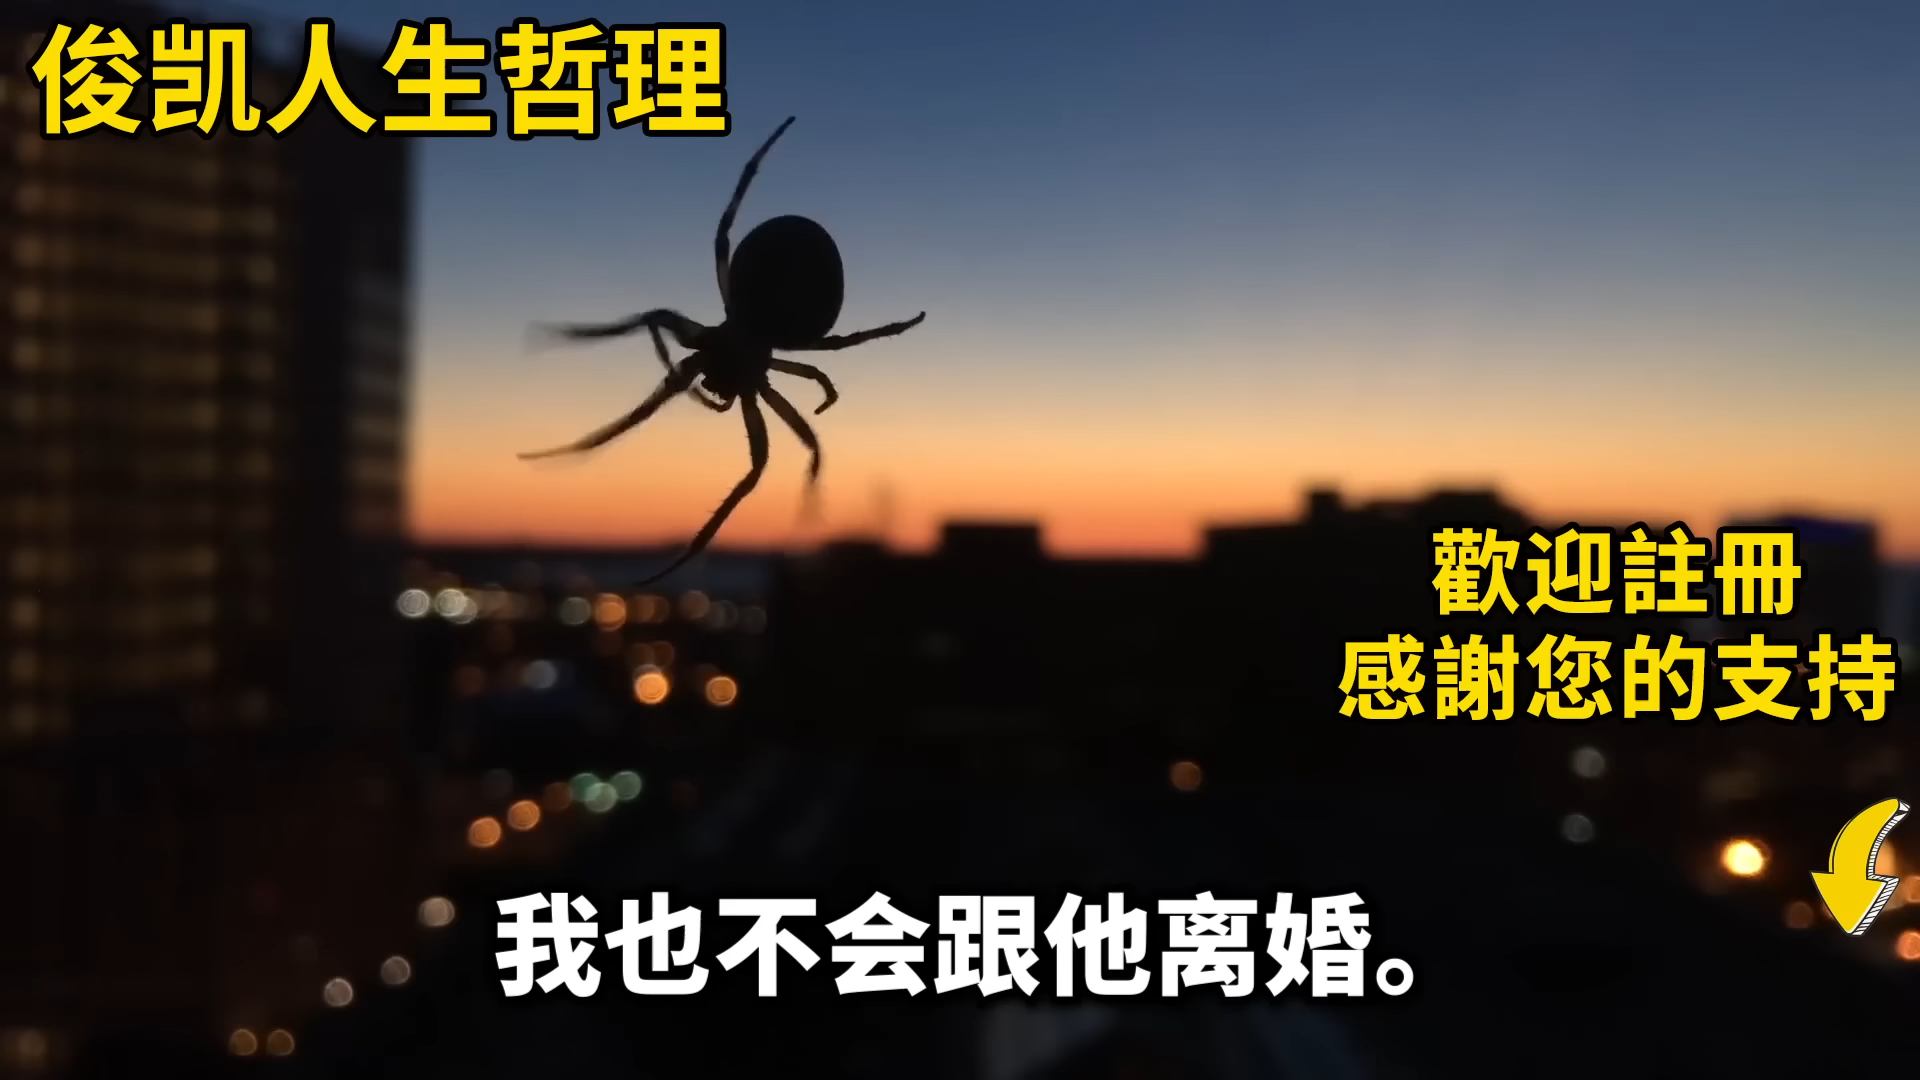 俊凯人生哲理
歡迎註冊
感謝您的支持
我也不会跟他离婚。